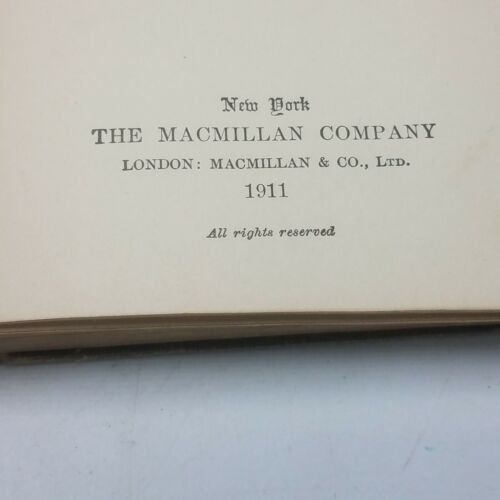 New York
THE MACMILLAN COMPANY
LONDON: MACMILLAN & CO., LTD.
1911
All rights reserved